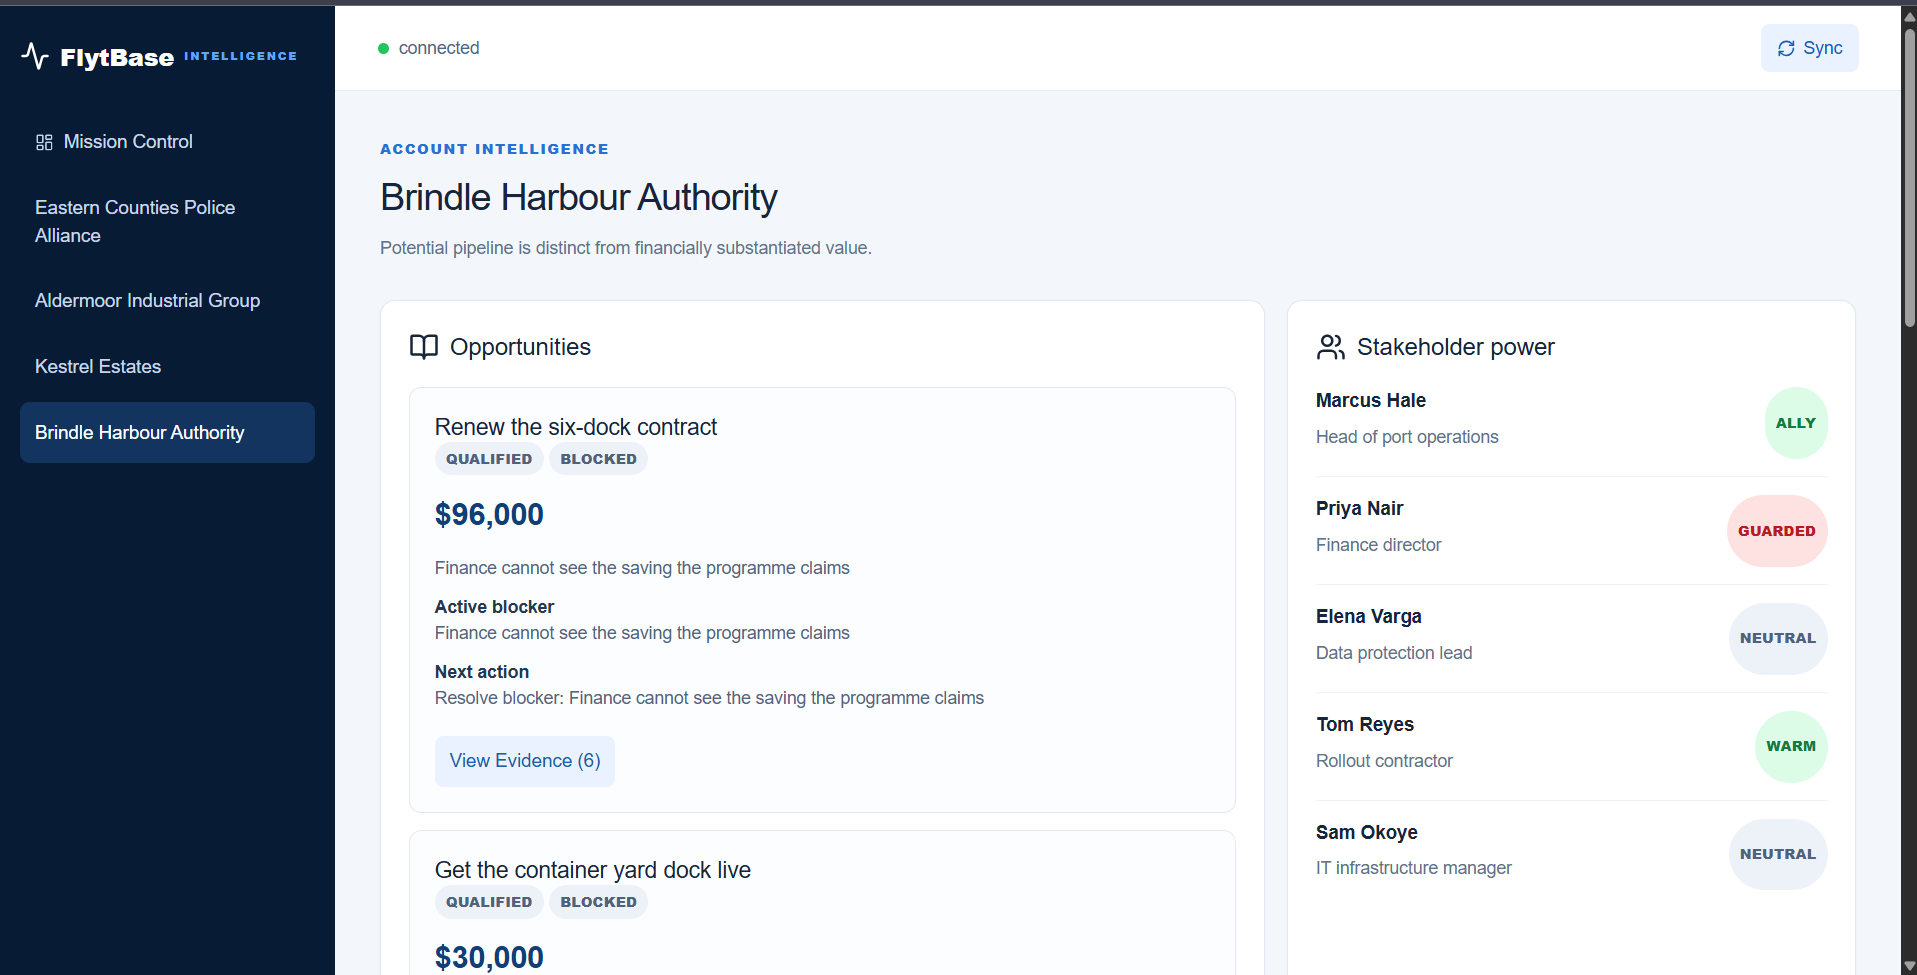 FlytBase INTELLIGENCE
Mission Control
Eastern Counties Police
Alliance
Aldermoor Industrial Group
Kestrel Estates
Brindle Harbour Authority
connected
Sync
ACCOUNT INTELLIGENCE
Brindle Harbour Authority
Potential pipeline is distinct from financially substantiated value.
Opportunities
Renew the six-dock contract
QUALIFIED BLOCKED
$96,000
Finance cannot see the saving the programme claims
Active blocker
Finance cannot see the saving the programme claims
Next action
Resolve blocker: Finance cannot see the saving the programme claims
View Evidence (6)
Get the container yard dock live
QUALIFIED BLOCKED
$30,000
Stakeholder power
Marcus Hale
Head of port operations
ALLY
Priya Nair
Finance director
GUARDED
Elena Varga
Data protection lead
NEUTRAL
Tom Reyes
Rollout contractor
WARM
Sam Okoye
IT infrastructure manager
NEUTRAL